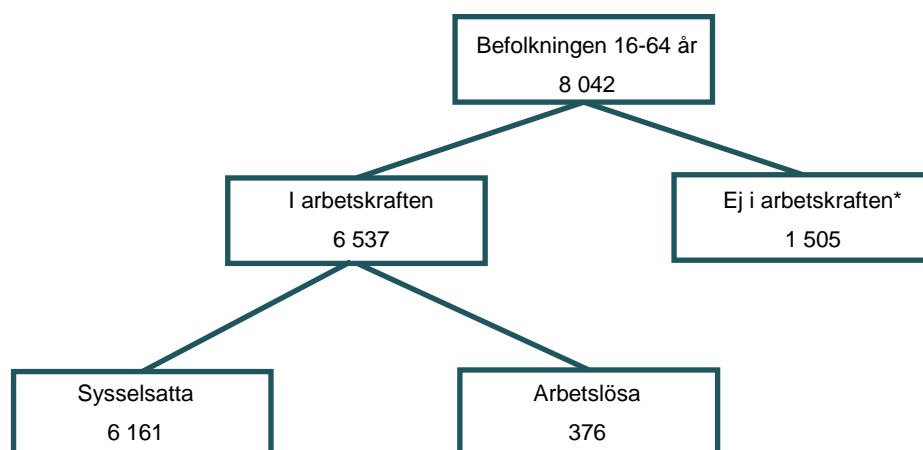 Befolkningen 16-64 år
8 042
I arbetskraften
6 537
Ej i arbetskraften*
1 505
Sysselsatta
6 161
Arbetslösa
376